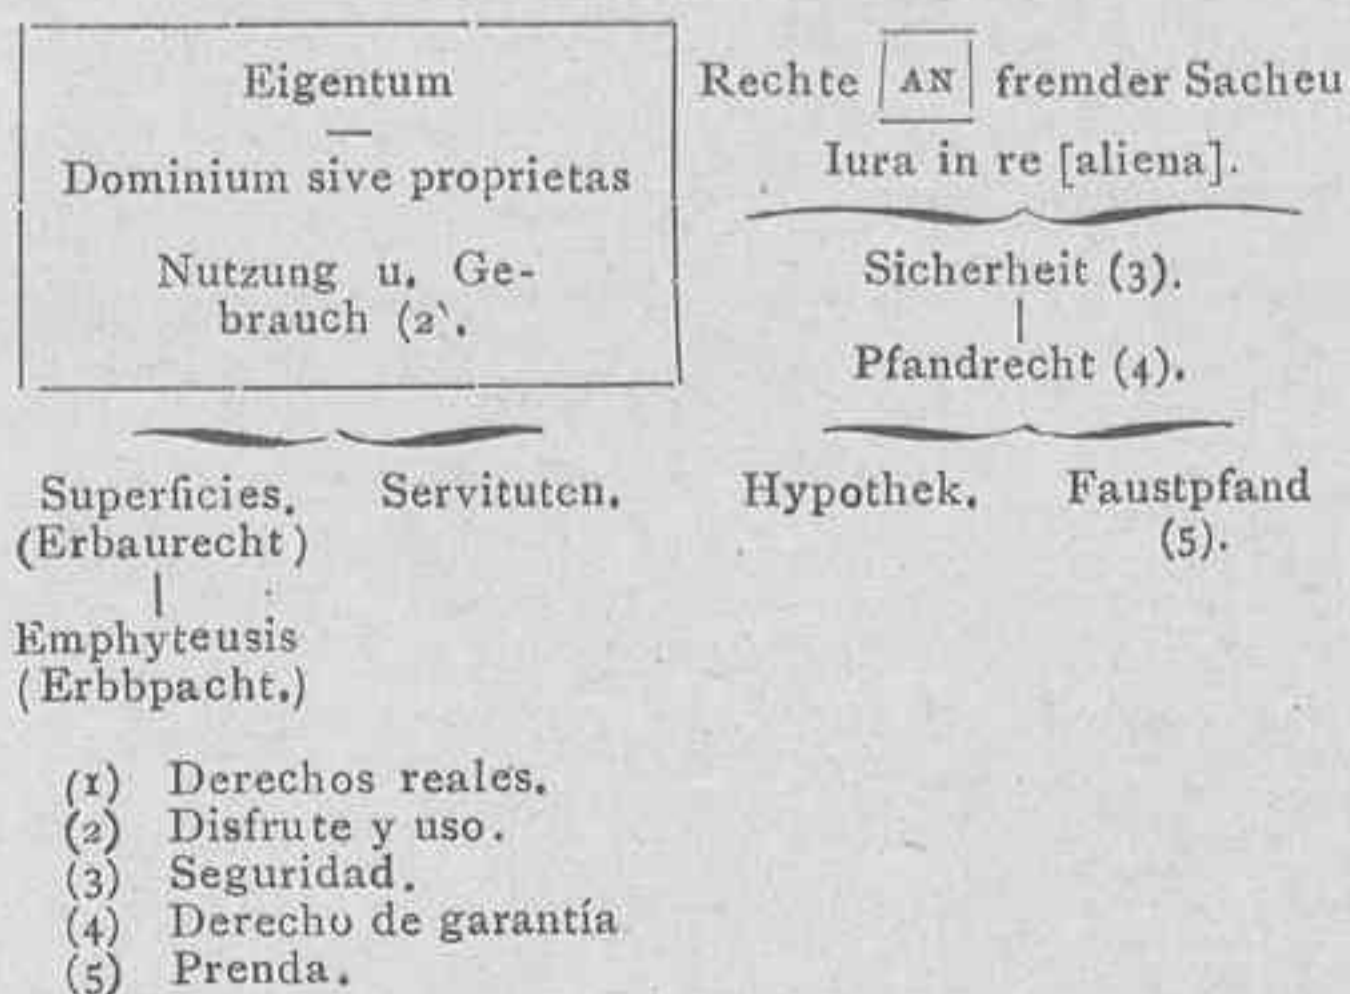 Eigentum
Dominium sive proprietas
Nutzung u. Ge-
brauch (2`.
Rechte AN fremder Sacheu
Iura in re [aliena].
Sicherheit (3).
Pfandrecht (4).
Superficies.
(Erbaurecht)
Emphyteusis
(Erbbpacht.)
Servituten.
Hypothek.
Faustpfand
(5).
(1) Derechos reales.
(2) Disfrute y uso.
(3) Seguridad.
(4) Derecho de garantía
(5) Prenda.